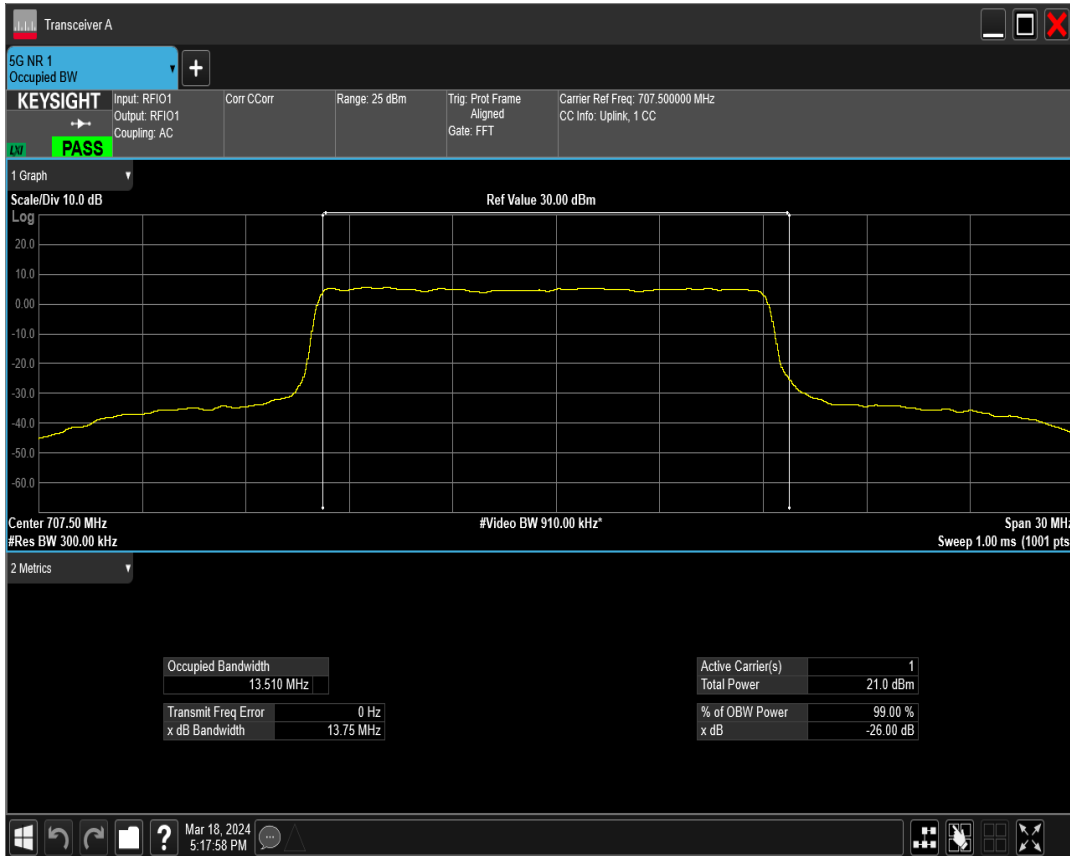 Transceiver A
5G NR 1
Occupied BW
+
KEYSIGHT
LXI
PASS
Input: RFIO1
Output: RFIO1
Coupling: AC
Corr CCorr
Range: 25 dBm
Trig: Prot Frame
Aligned
Gate: FFT
Carrier Ref Freq: 707.500000 MHz
CC Info: Uplink, 1 CC
1 Graph
Scale/Div 10.0 dB
Ref Value 30.00 dBm
Log
20.0
10.0
0.00
-10.0
-20.0
-30.0
-40.0
-50.0
-60.0
Center 707.50 MHz
#Video BW 910.00 kHz*
Span 30 MHz
#Res BW 300.00 kHz
Sweep 1.00 ms (1001 pts
2 Metrics
Occupied Bandwidth
13.510 MHz
Transmit Freq Error 0 Hz
x dB Bandwidth 13.75 MHz
Active Carrier(s) 1
Total Power 21.0 dBm
% of OBW Power 99.00 %
x dB -26.00 dB
?
Mar 18, 2024
5:17:58 PM